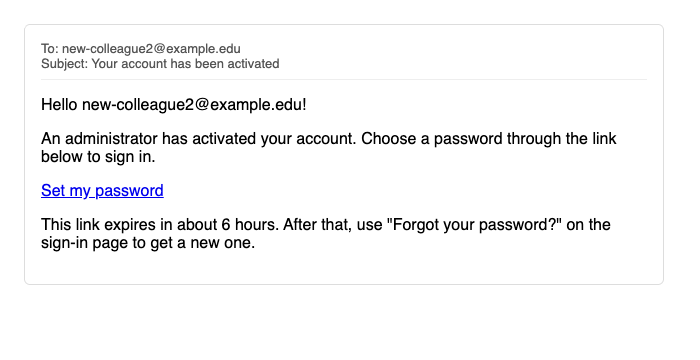 To: new-colleague2@example.edu
Subject: Your account has been activated
Hello new-colleague2@example.edu!
An administrator has activated your account. Choose a password through the link
below to sign in.
Set my password
This link expires in about 6 hours. After that, use "Forgot your password?" on the
sign-in page to get a new one.